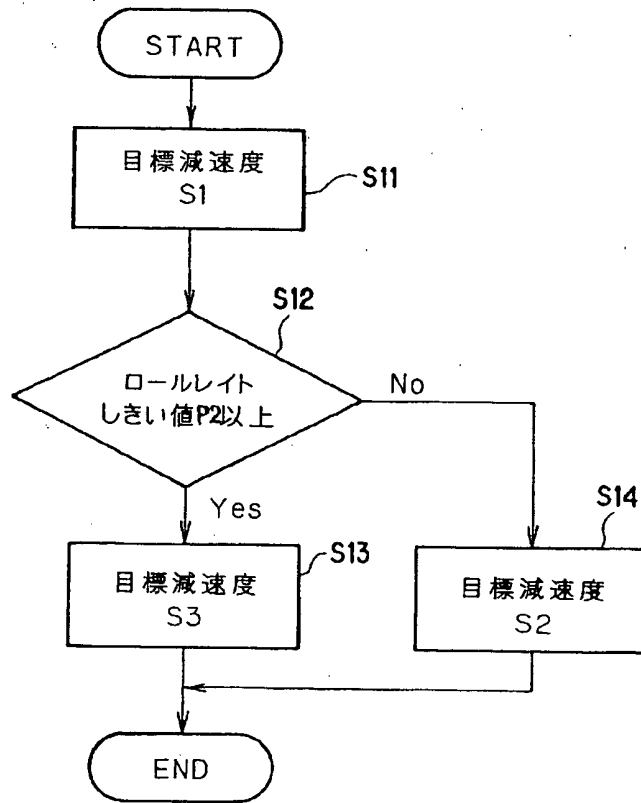 START
目標減速度
S1
S11
S12
ロールレイト
しきい値P2以上
No
Yes
S13
目標減速度
S3
S14
目標減速度
S2
END